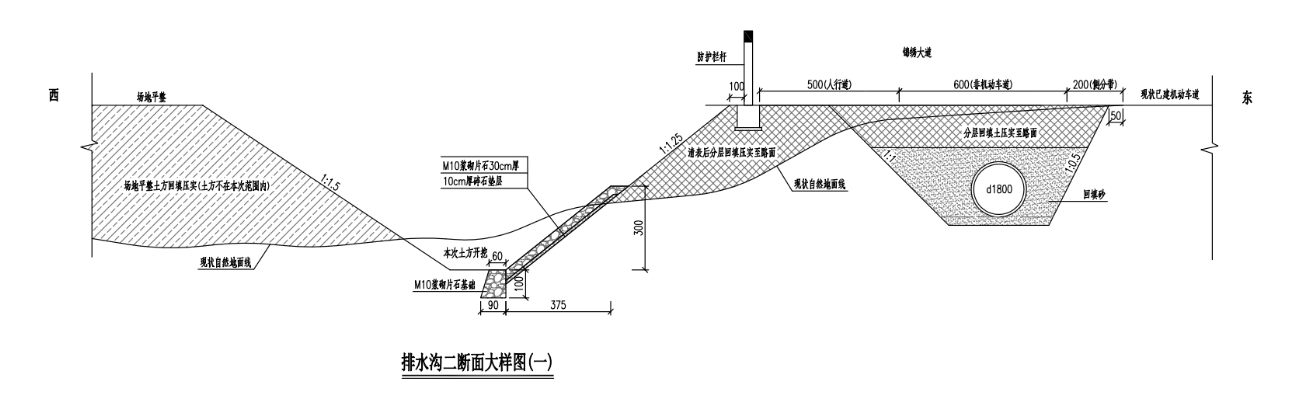 防护栏杆
锦绣大道
100
500(人行道)
600(非机动车道)
200(侧分带)
现状已建机动车道
西
东
场地平整
50
1:1.25
分层回填土压实至路面
清表后分层回填压实至路面
1:1
1:0.5
M10浆砌片石30cm厚
10cm厚碎石垫层
1:1.5
场地平整土方回填压实(土方不在本次范围内)
现状自然地面线
d1800
回填砂
300
本次土方开挖
60
现状自然地面线
M10浆砌片石基础
100
90
375
排水沟二断面大样图(一)